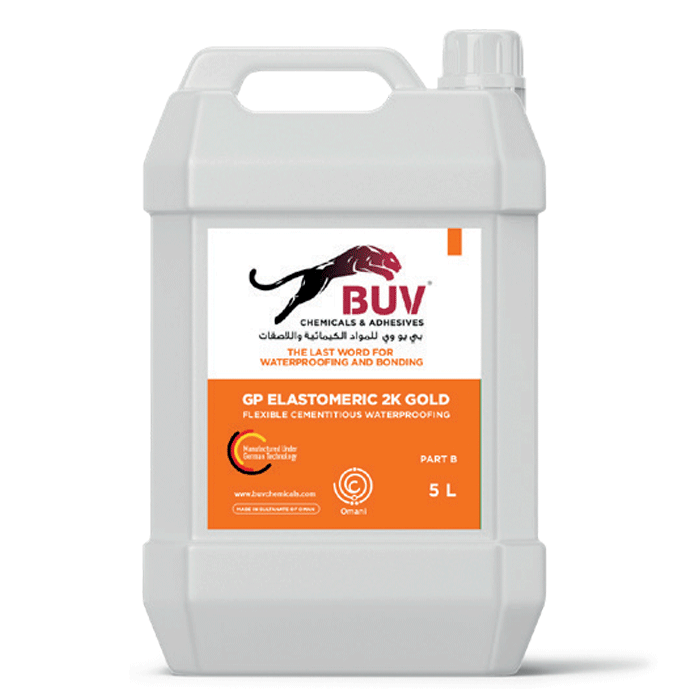 BUV®
CHEMICALS & ADHESIVES
بي يو وي للمواد الكيمائية واللاصقات
THE LAST WORD FOR
WATERPROOFING AND BONDING
GP ELASTOMERIC 2K GOLD
FLEXIBLE CEMENTITIOUS WATERPROOFING
Manufactured Under
German Technology
PART B
www.buvchemicals.com
Omani
5 L
MADE IN SULTANATE OF OMAN